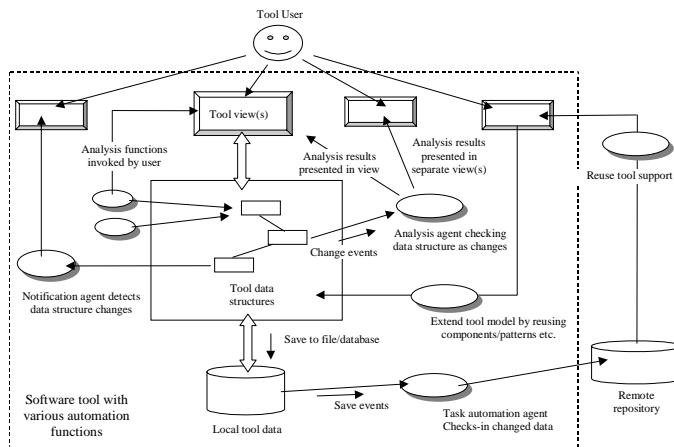 Tool User
Tool view(s)
Analysis functions
invoked by user
Analysis results
presented in view
Analysis results
presented in
separate view(s)
Reuse tool support
Analysis agent checking
data structure as changes
Change events
Notification agent detects
data structure changes
Tool data
structures
Extend tool model by reusing
components/patterns etc.
Save to file/database
Software tool with
various automation
functions
Local tool data
Save events
Task automation agent
Checks-in changed data
Remote
repository